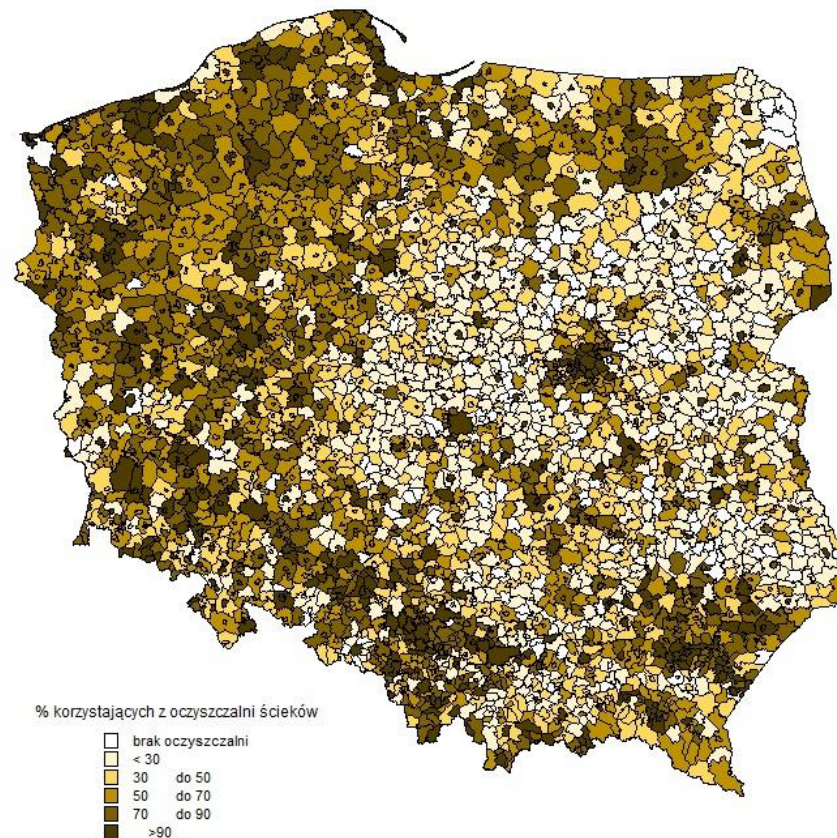 % korzystających z oczyszczalni ścieków
brak oczyszczalni
< 30
30 do 50
50 do 70
70 do 90
>90